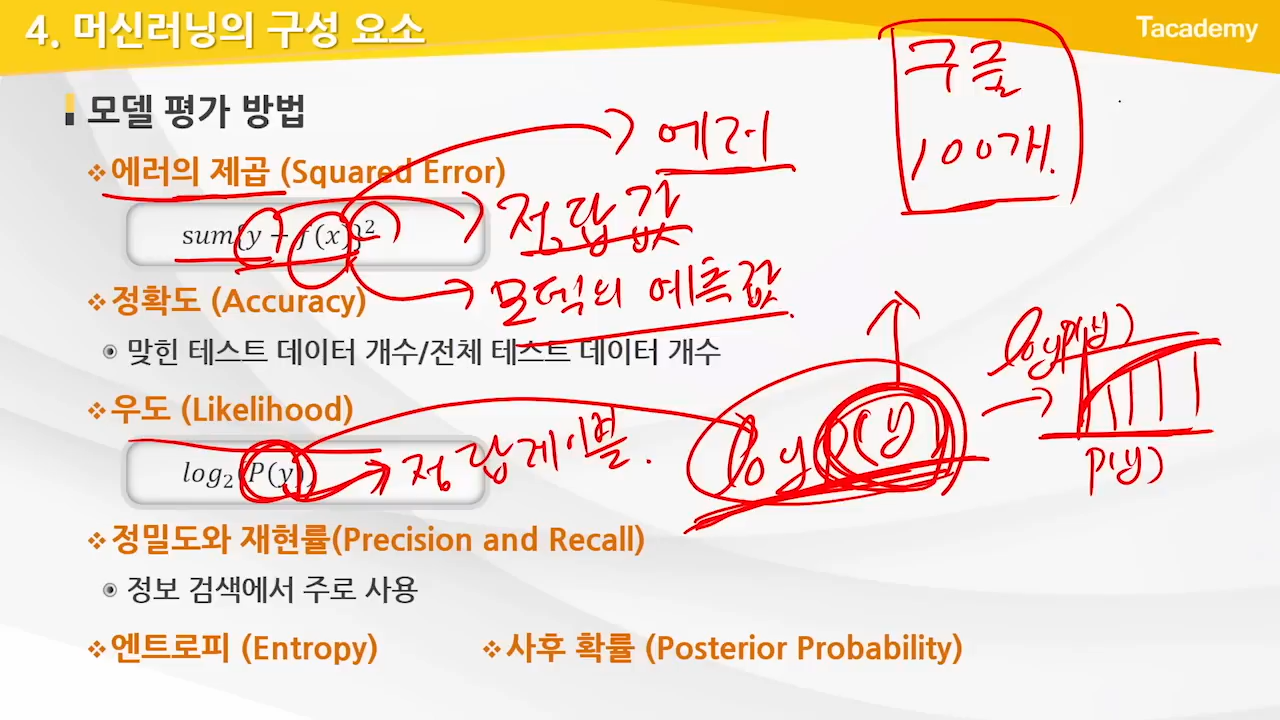 4. 머신러닝의 구성 요소
Tacademy
구글
100개.
모델 평가 방법
에러의 제곱 (Squared Error)
에러
sum{y − f(x)}²
정답값
모델의 예측값
정확도 (Accuracy)
맞힌 테스트 데이터 개수/전체 테스트 데이터 개수
우도 (Likelihood)
log₂(P(y))
정답레이블.
P(y)
정밀도와 재현률(Precision and Recall)
정보 검색에서 주로 사용
엔트로피 (Entropy)
사후 확률 (Posterior Probability)